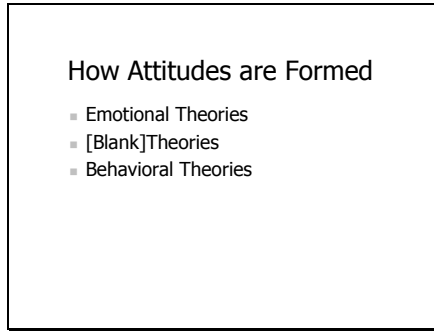 How Attitudes are Formed
Emotional Theories
[Blank]Theories
Behavioral Theories